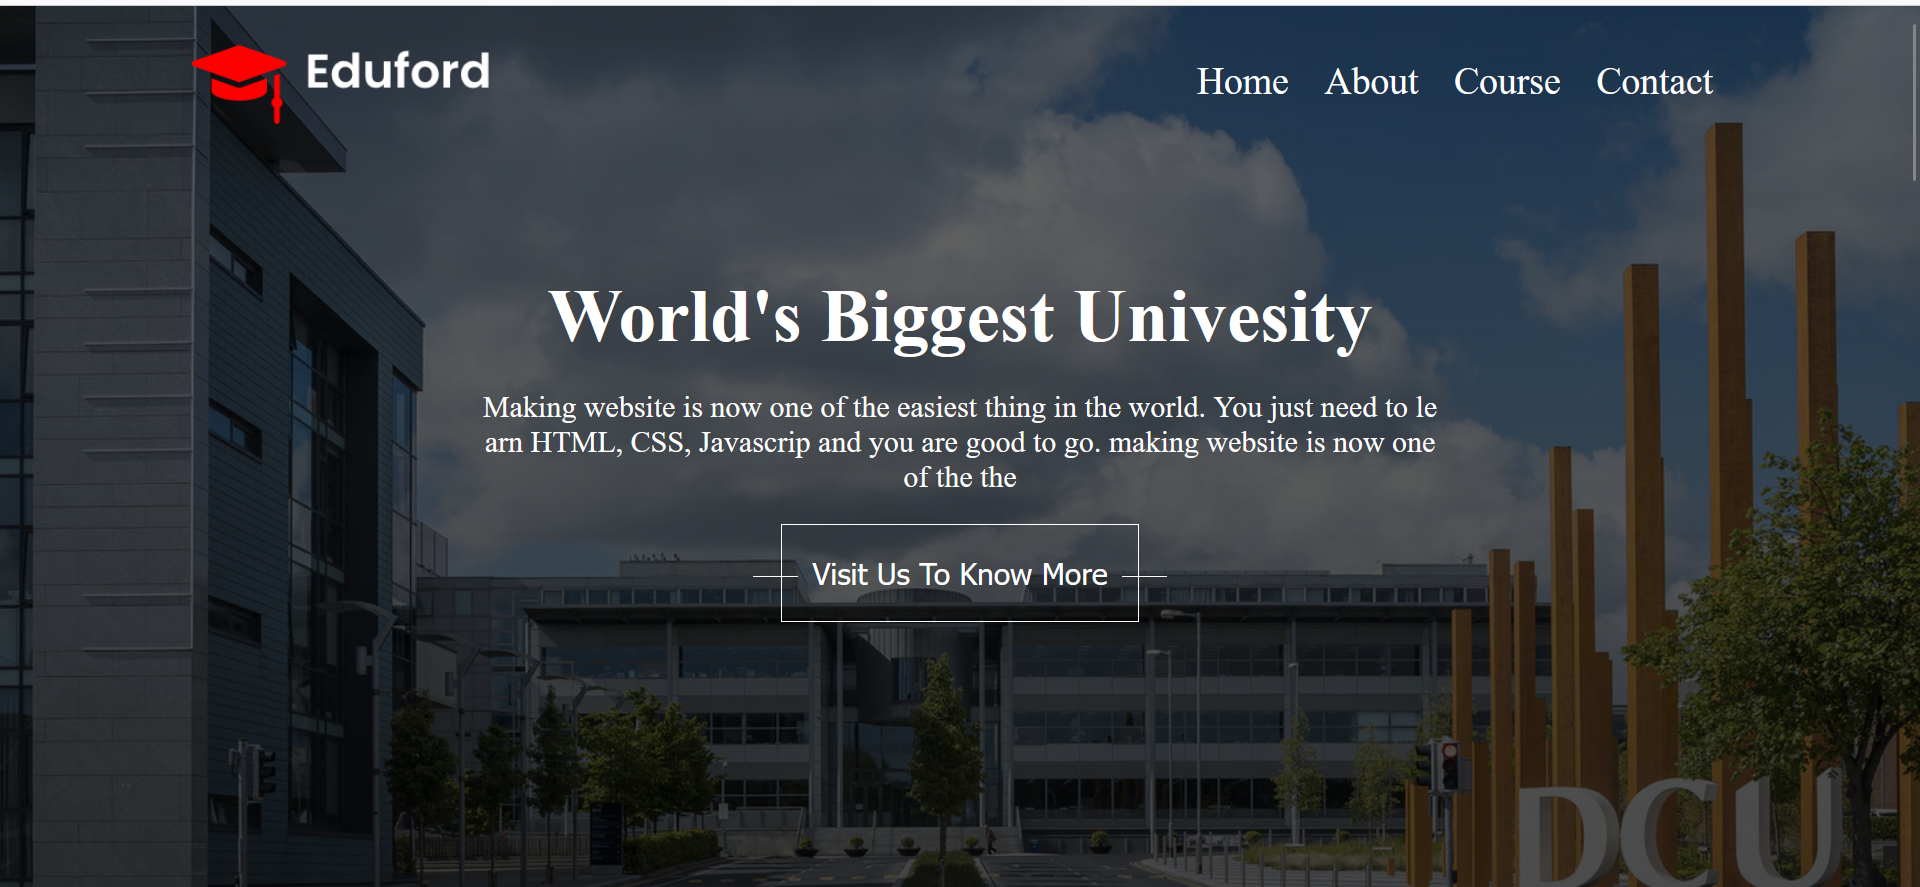 Eduford
Home About Course Contact
World's Biggest Univesity
Making website is now one of the easiest thing in the world. You just need to le
arn HTML, CSS, Javascrip and you are good to go. making website is now one
of the the
Visit Us To Know More
DCU